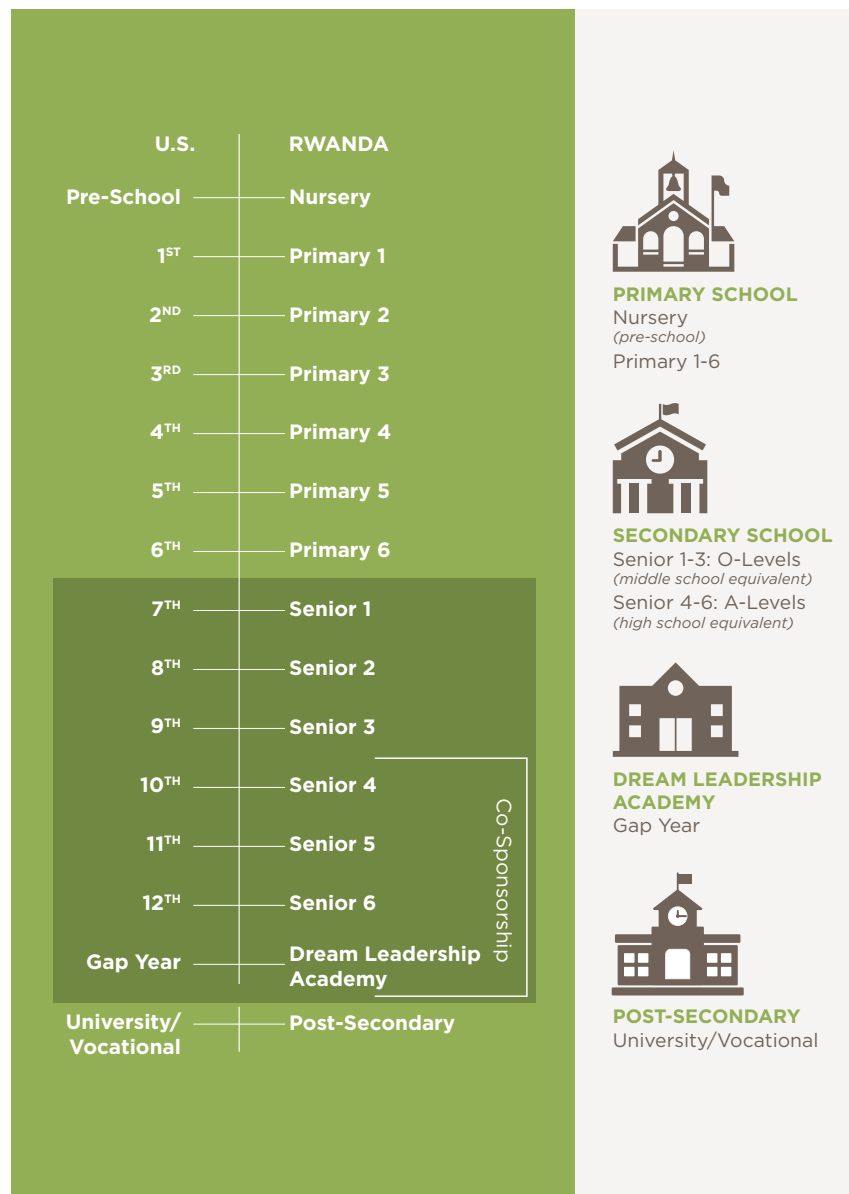 U.S. RWANDA
Pre-School Nursery
1ST Primary 1
2ND Primary 2
3RD Primary 3
4TH Primary 4
5TH Primary 5
6TH Primary 6
7TH Senior 1
8TH Senior 2
9TH Senior 3
10TH Senior 4
11TH Senior 5
12TH Senior 6
Gap Year Dream Leadership
Academy
Co-Sponsorship
University/ Post-Secondary
Vocational
PRIMARY SCHOOL
Nursery
(pre-school)
Primary 1-6
SECONDARY SCHOOL
Senior 1-3: O-Levels
(middle school equivalent)
Senior 4-6: A-Levels
(high school equivalent)
DREAM LEADERSHIP
ACADEMY
Gap Year
POST-SECONDARY
University/Vocational